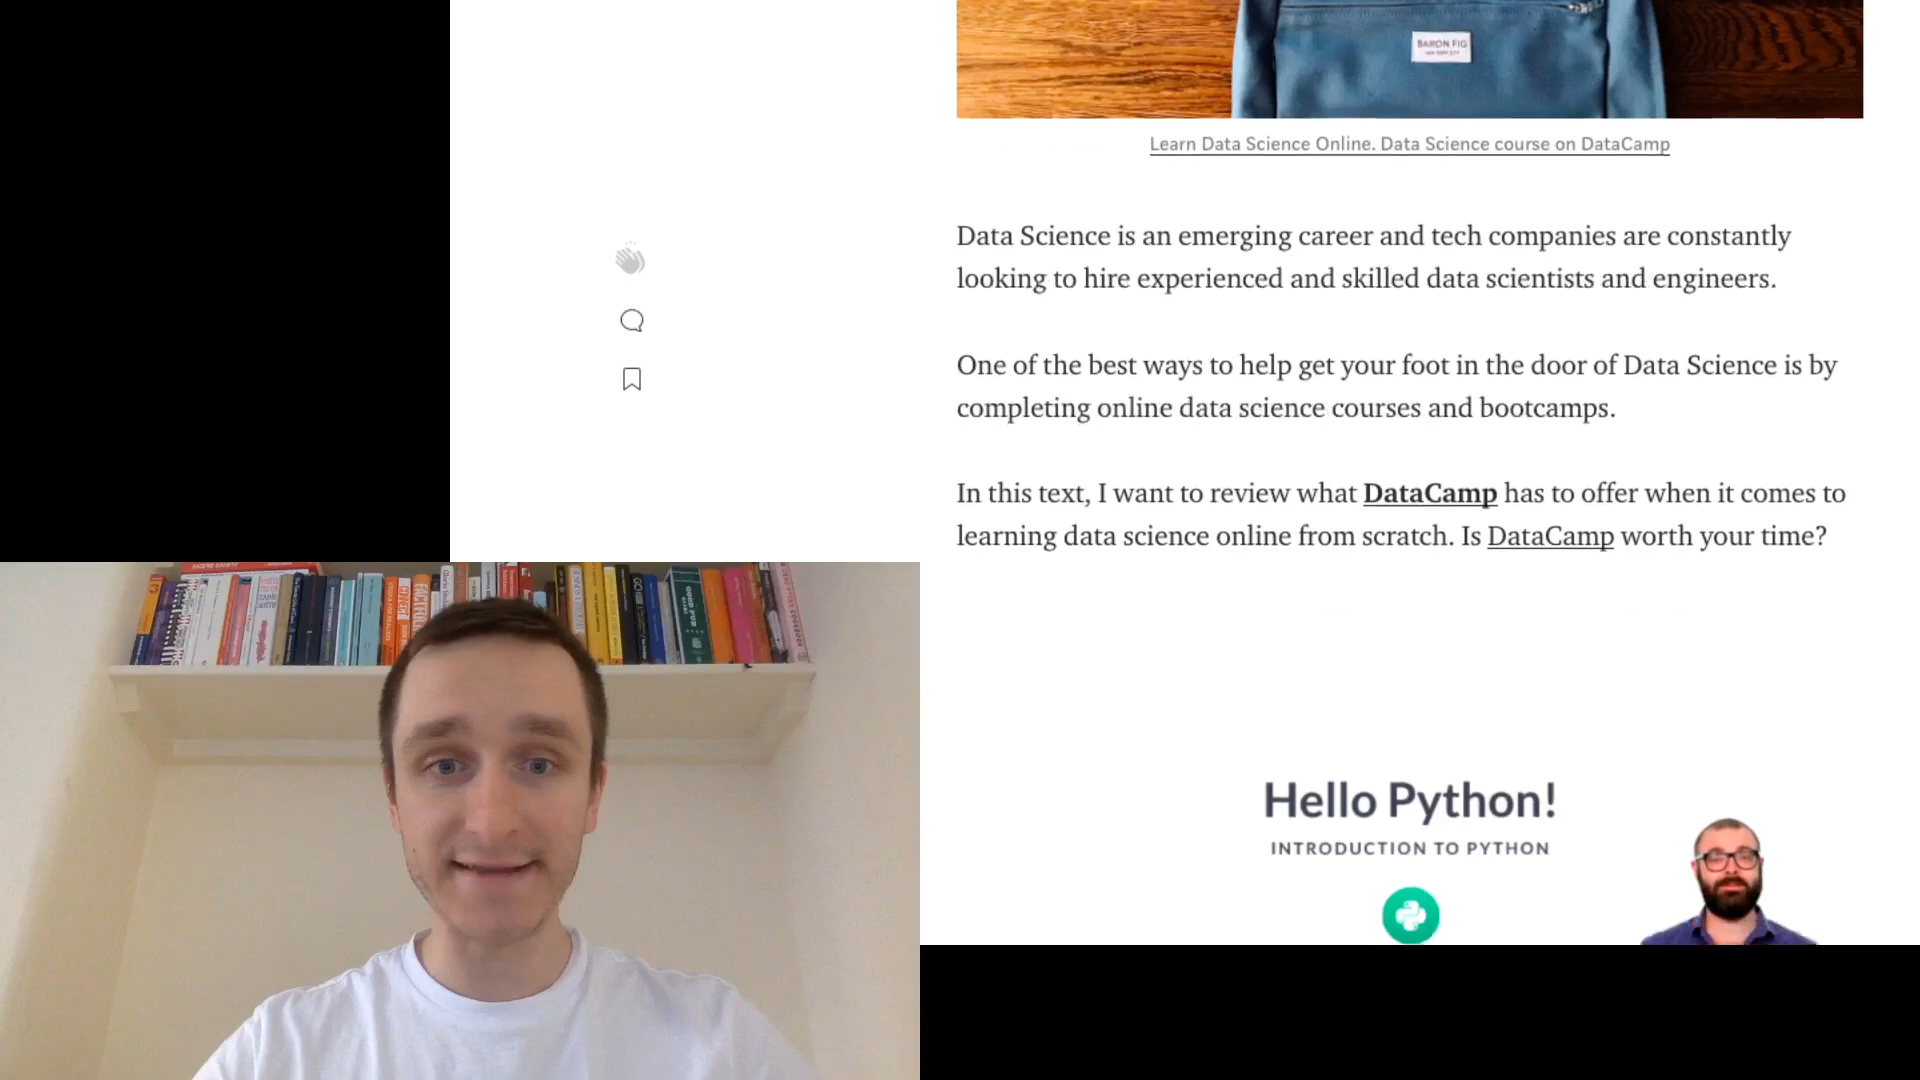 BARON FIG
Learn Data Science Online. Data Science course on DataCamp
Data Science is an emerging career and tech companies are constantly
looking to hire experienced and skilled data scientists and engineers.
One of the best ways to help get your foot in the door of Data Science is by
completing online data science courses and bootcamps.
In this text, I want to review what DataCamp has to offer when it comes to
learning data science online from scratch. Is DataCamp worth your time?
GOOD PUB
Hello Python!
INTRODUCTION TO PYTHON